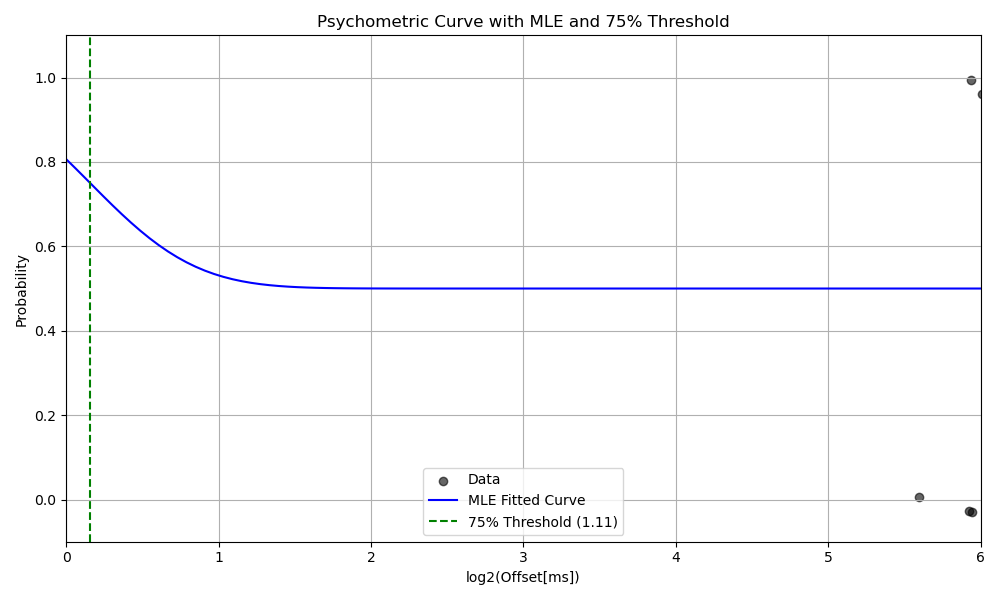 Psychometric Curve with MLE and 75% Threshold
Probability
1.0
0.8
0.6
0.4
0.2
0.0
Data
MLE Fitted Curve
75% Threshold (1.11)
0 1 2 3 4 5 6
log2(Offset[ms])